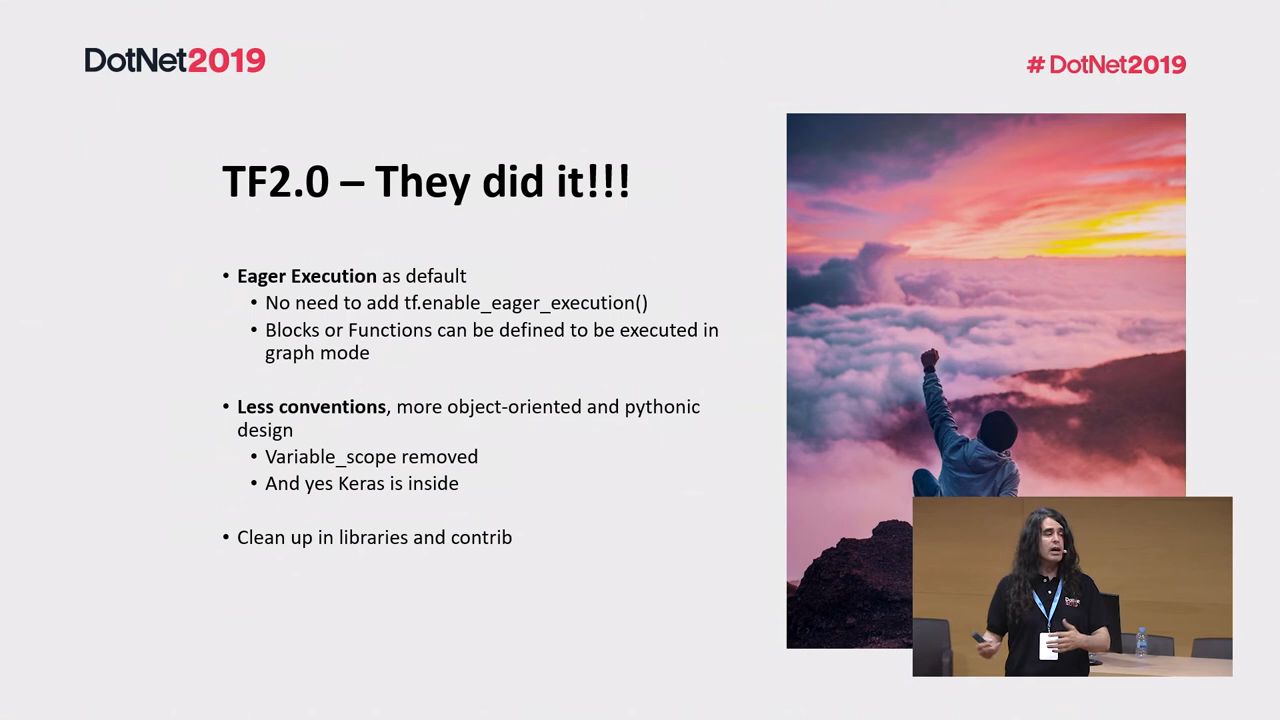 DotNet2019
# DotNet2019
TF2.0 – They did it!!!
• Eager Execution as default
• No need to add tf.enable_eager_execution()
• Blocks or Functions can be defined to be executed in
graph mode
• Less conventions, more object-oriented and pythonic
design
• Variable_scope removed
• And yes Keras is inside
• Clean up in libraries and contrib